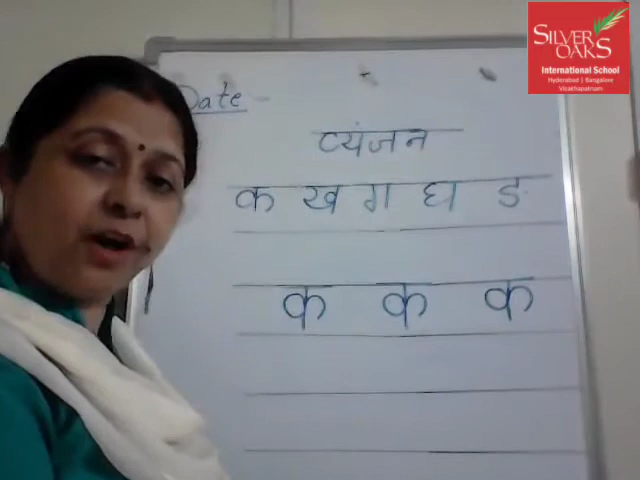 SILVER OAKS
International School
Hyderabad | Bangalore
Visakhapatnam
Date -
व्यंजन
क ख ग घ ङ
क क क